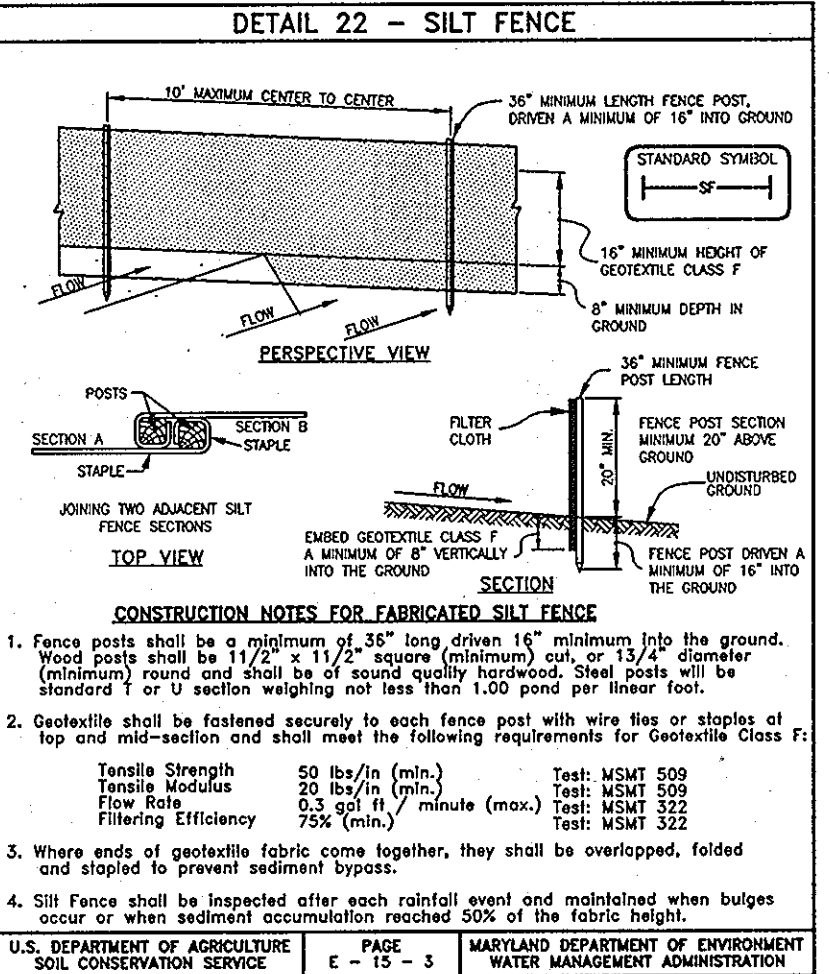 DETAIL 22 - SILT FENCE
10' MAXIMUM CENTER TO CENTER
36" MINIMUM LENGTH FENCE POST,
DRIVEN A MINIMUM OF 16" INTO GROUND
STANDARD SYMBOL
SF
16" MINIMUM HEIGHT OF
GEOTEXTILE CLASS F
8" MINIMUM DEPTH IN
GROUND
FLOW
FLOW
FLOW
PERSPECTIVE VIEW
36" MINIMUM FENCE
POST LENGTH
POSTS
SECTION B
STAPLE
SECTION A
STAPLE
JOINING TWO ADJACENT SILT
FENCE SECTIONS
TOP VIEW
FILTER
CLOTH
20" MIN.
FENCE POST SECTION
MINIMUM 20" ABOVE
GROUND
UNDISTURBED
GROUND
FLOW
EMBED GEOTEXTILE CLASS F
A MINIMUM OF 8" VERTICALLY
INTO THE GROUND
FENCE POST DRIVEN A
MINIMUM OF 16" INTO
THE GROUND
SECTION
CONSTRUCTION NOTES FOR FABRICATED SILT FENCE
1. Fence posts shall be a minimum of 36" long driven 16" minimum into the ground.
Wood posts shall be 11/2" x 11/2" square (minimum) cut, or 13/4" diameter
(minimum) round and shall be of sound quality hardwood. Steel posts will be
standard T or U section weighing not less than 1.00 pond per linear foot.
2. Geotextile shall be fastened securely to each fence post with wire ties or staples at
top and mid-section and shall meet the following requirements for Geotextile Class F:
Tensile Strength 50 lbs/in (min.) Test: MSMT 509
Tensile Modulus 20 lbs/in (min.) Test: MSMT 509
Flow Rate 0.3 gal ft / minute (max.) Test: MSMT 322
Filtering Efficiency 75% (min.) Test: MSMT 322
3. Where ends of geotextile fabric come together, they shall be overlapped, folded
and stapled to prevent sediment bypass.
4. Silt Fence shall be inspected after each rainfall event and maintained when bulges
occur or when sediment accumulation reached 50% of the fabric height.
U.S. DEPARTMENT OF AGRICULTURE
SOIL CONSERVATION SERVICE
PAGE
E - 15 - 3
MARYLAND DEPARTMENT OF ENVIRONMENT
WATER MANAGEMENT ADMINISTRATION